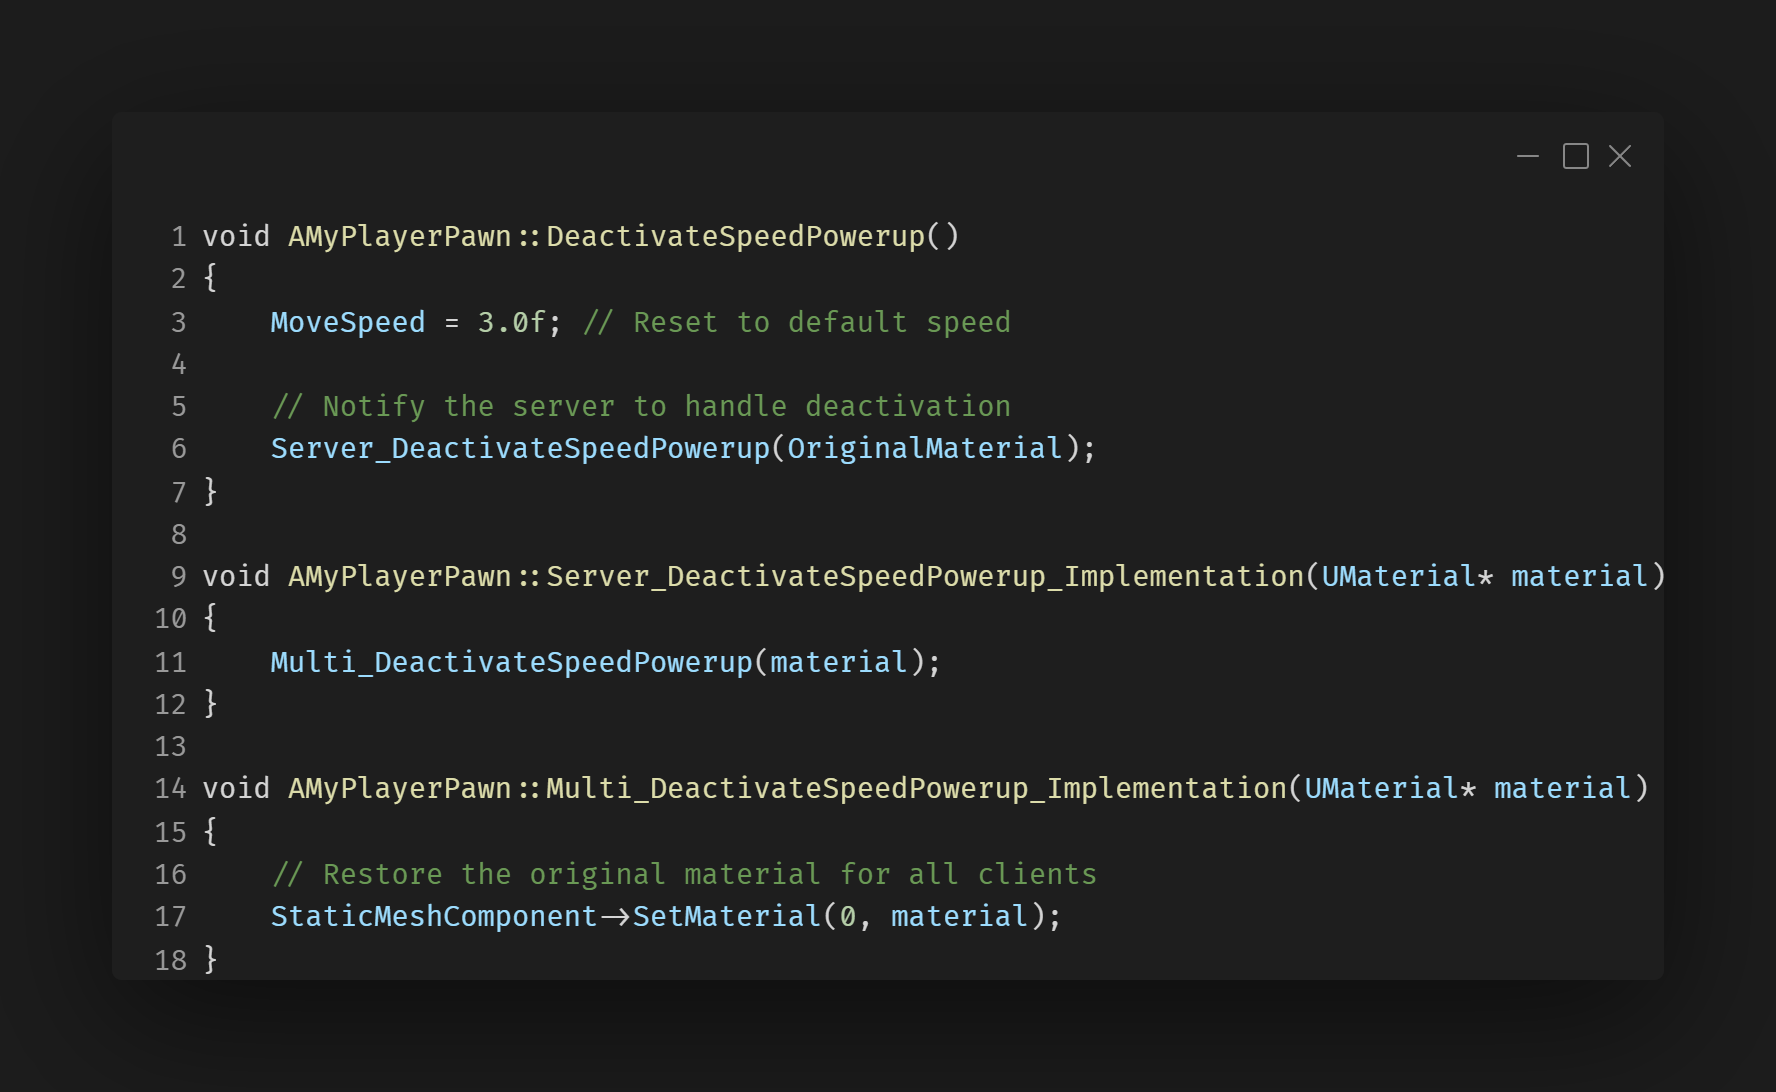 1 void AMyPlayerPawn::DeactivateSpeedPowerup()
2 {
3     MoveSpeed = 3.0f; // Reset to default speed
4
5     // Notify the server to handle deactivation
6     Server_DeactivateSpeedPowerup(OriginalMaterial);
7 }
8
9 void AMyPlayerPawn::Server_DeactivateSpeedPowerup_Implementation(UMaterial* material)
10 {
11     Multi_DeactivateSpeedPowerup(material);
12 }
13
14 void AMyPlayerPawn::Multi_DeactivateSpeedPowerup_Implementation(UMaterial* material)
15 {
16     // Restore the original material for all clients
17     StaticMeshComponent->SetMaterial(0, material);
18 }